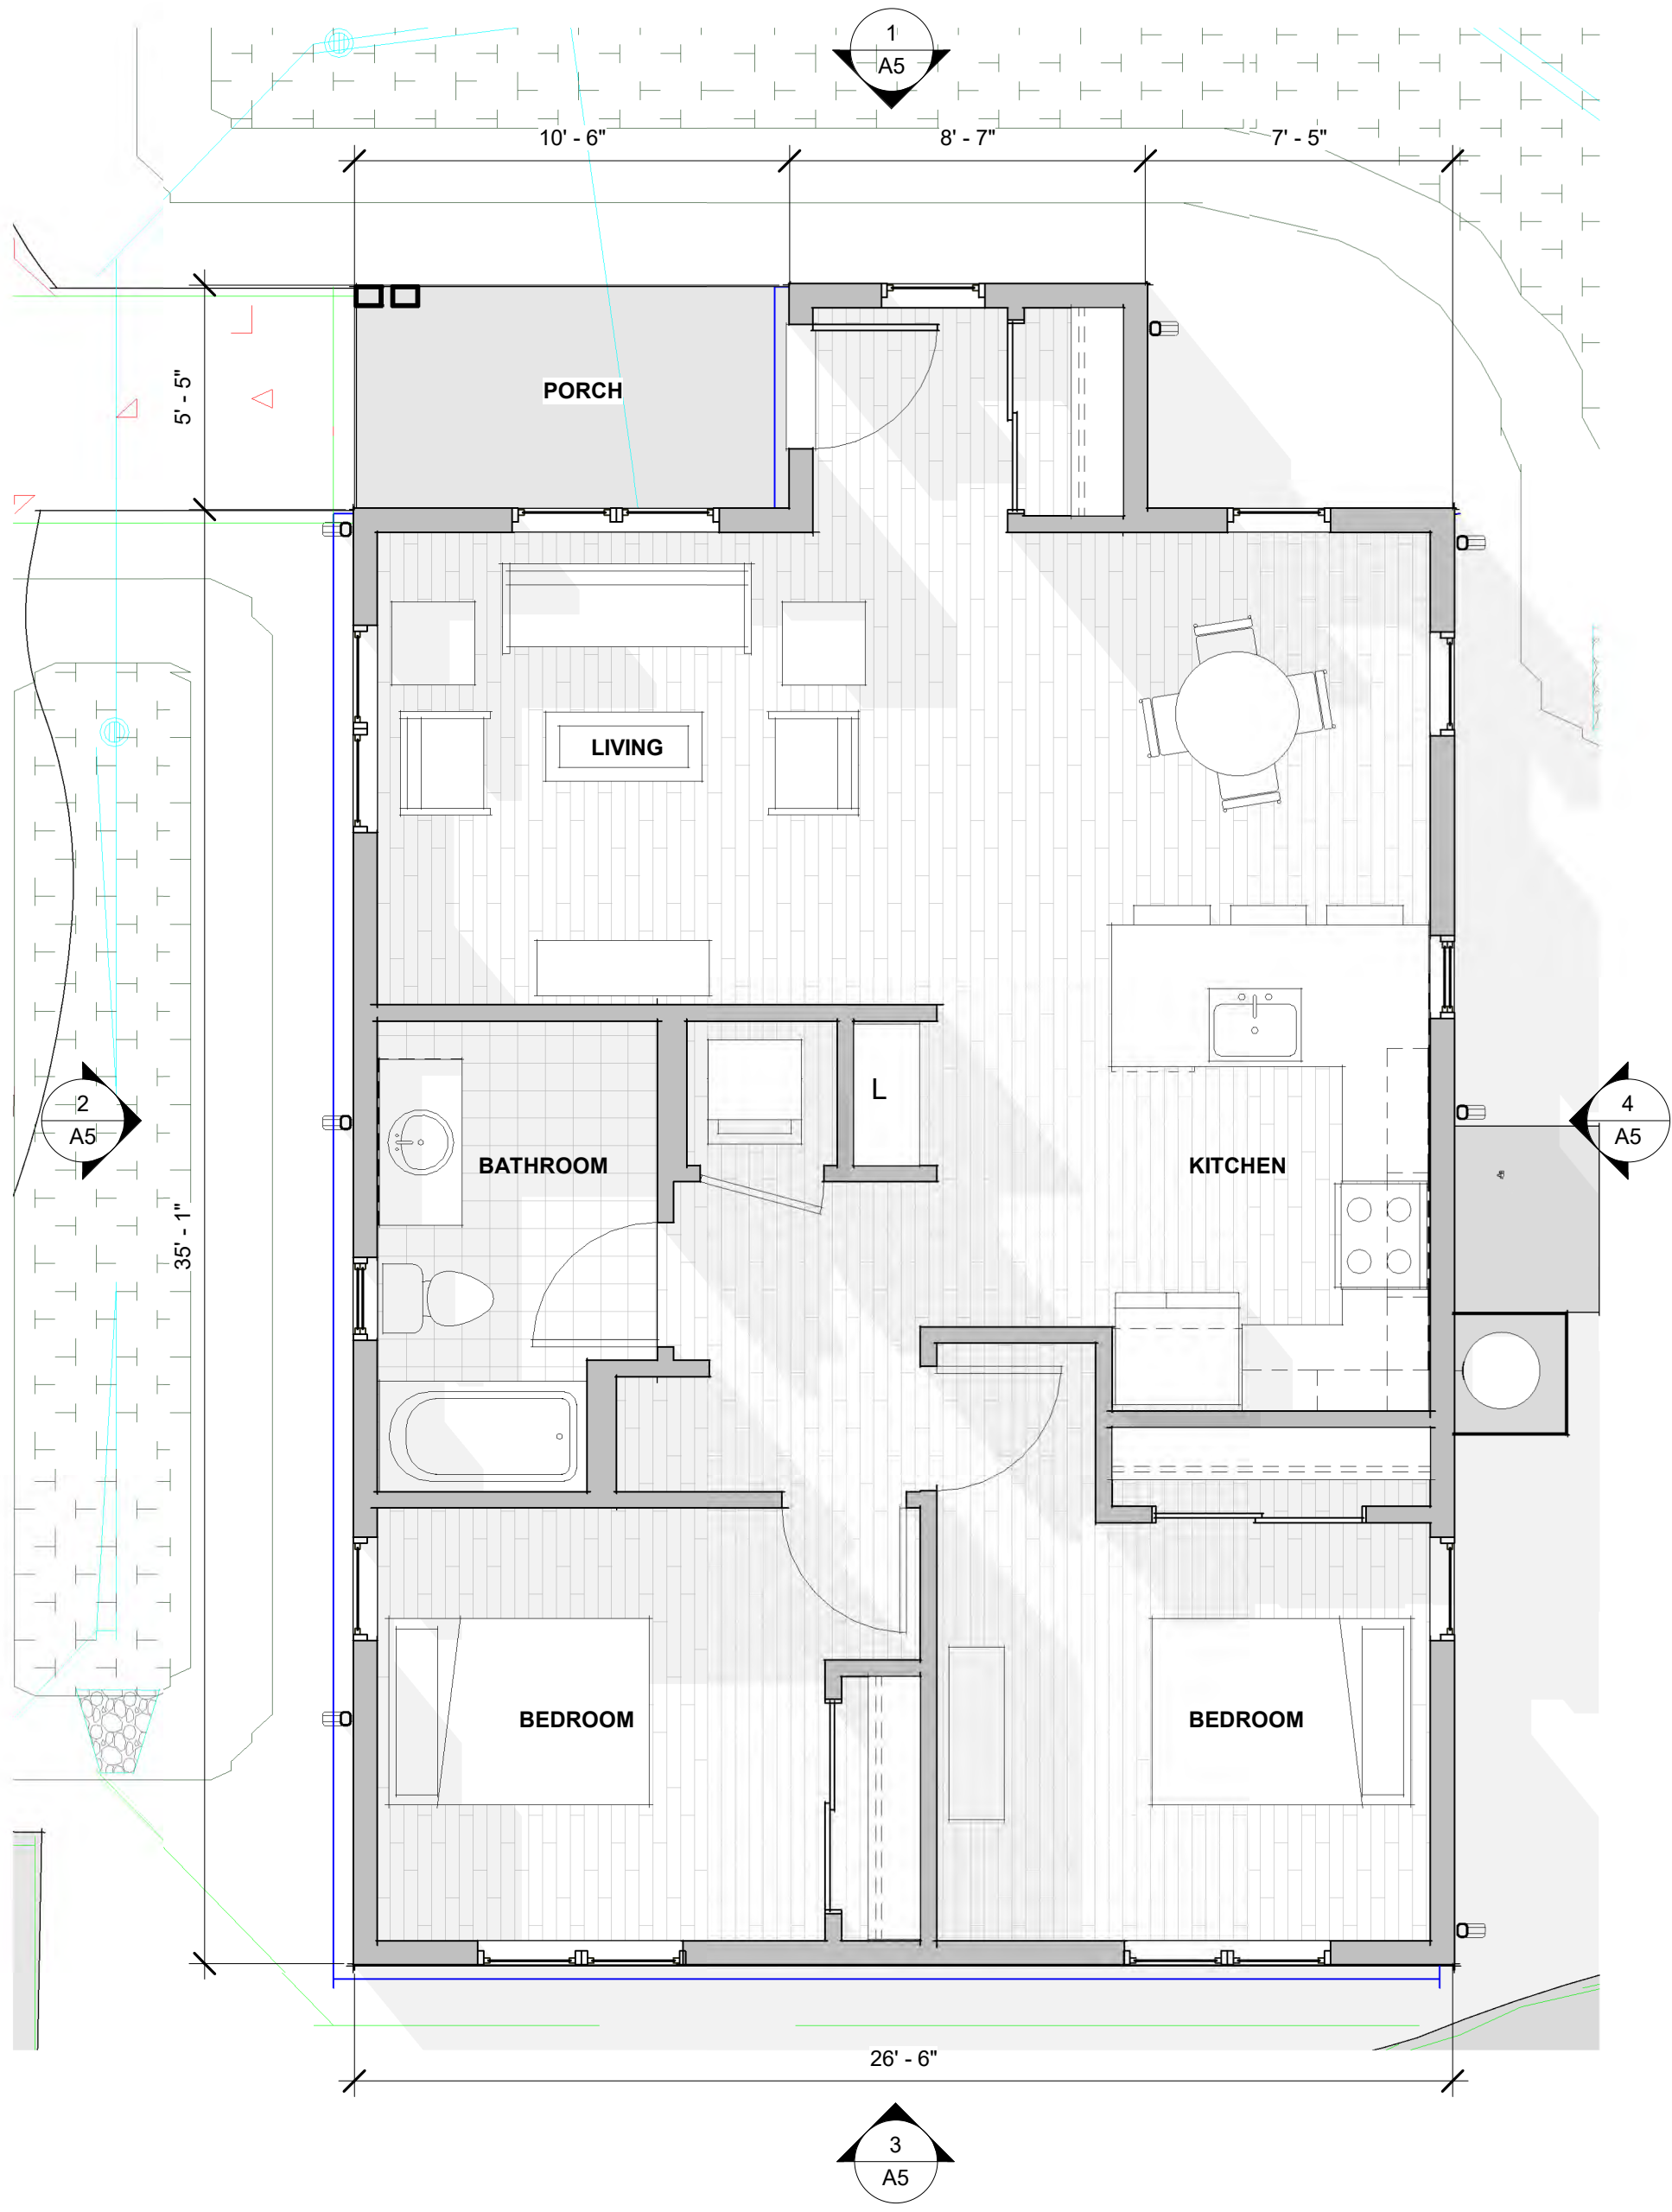 1
A5
10' - 6"
8' - 7"
7' - 5"
5' - 5"
PORCH
LIVING
2
A5
L
BATHROOM
KITCHEN
4
A5
35' - 1"
BEDROOM
BEDROOM
26' - 6"
3
A5